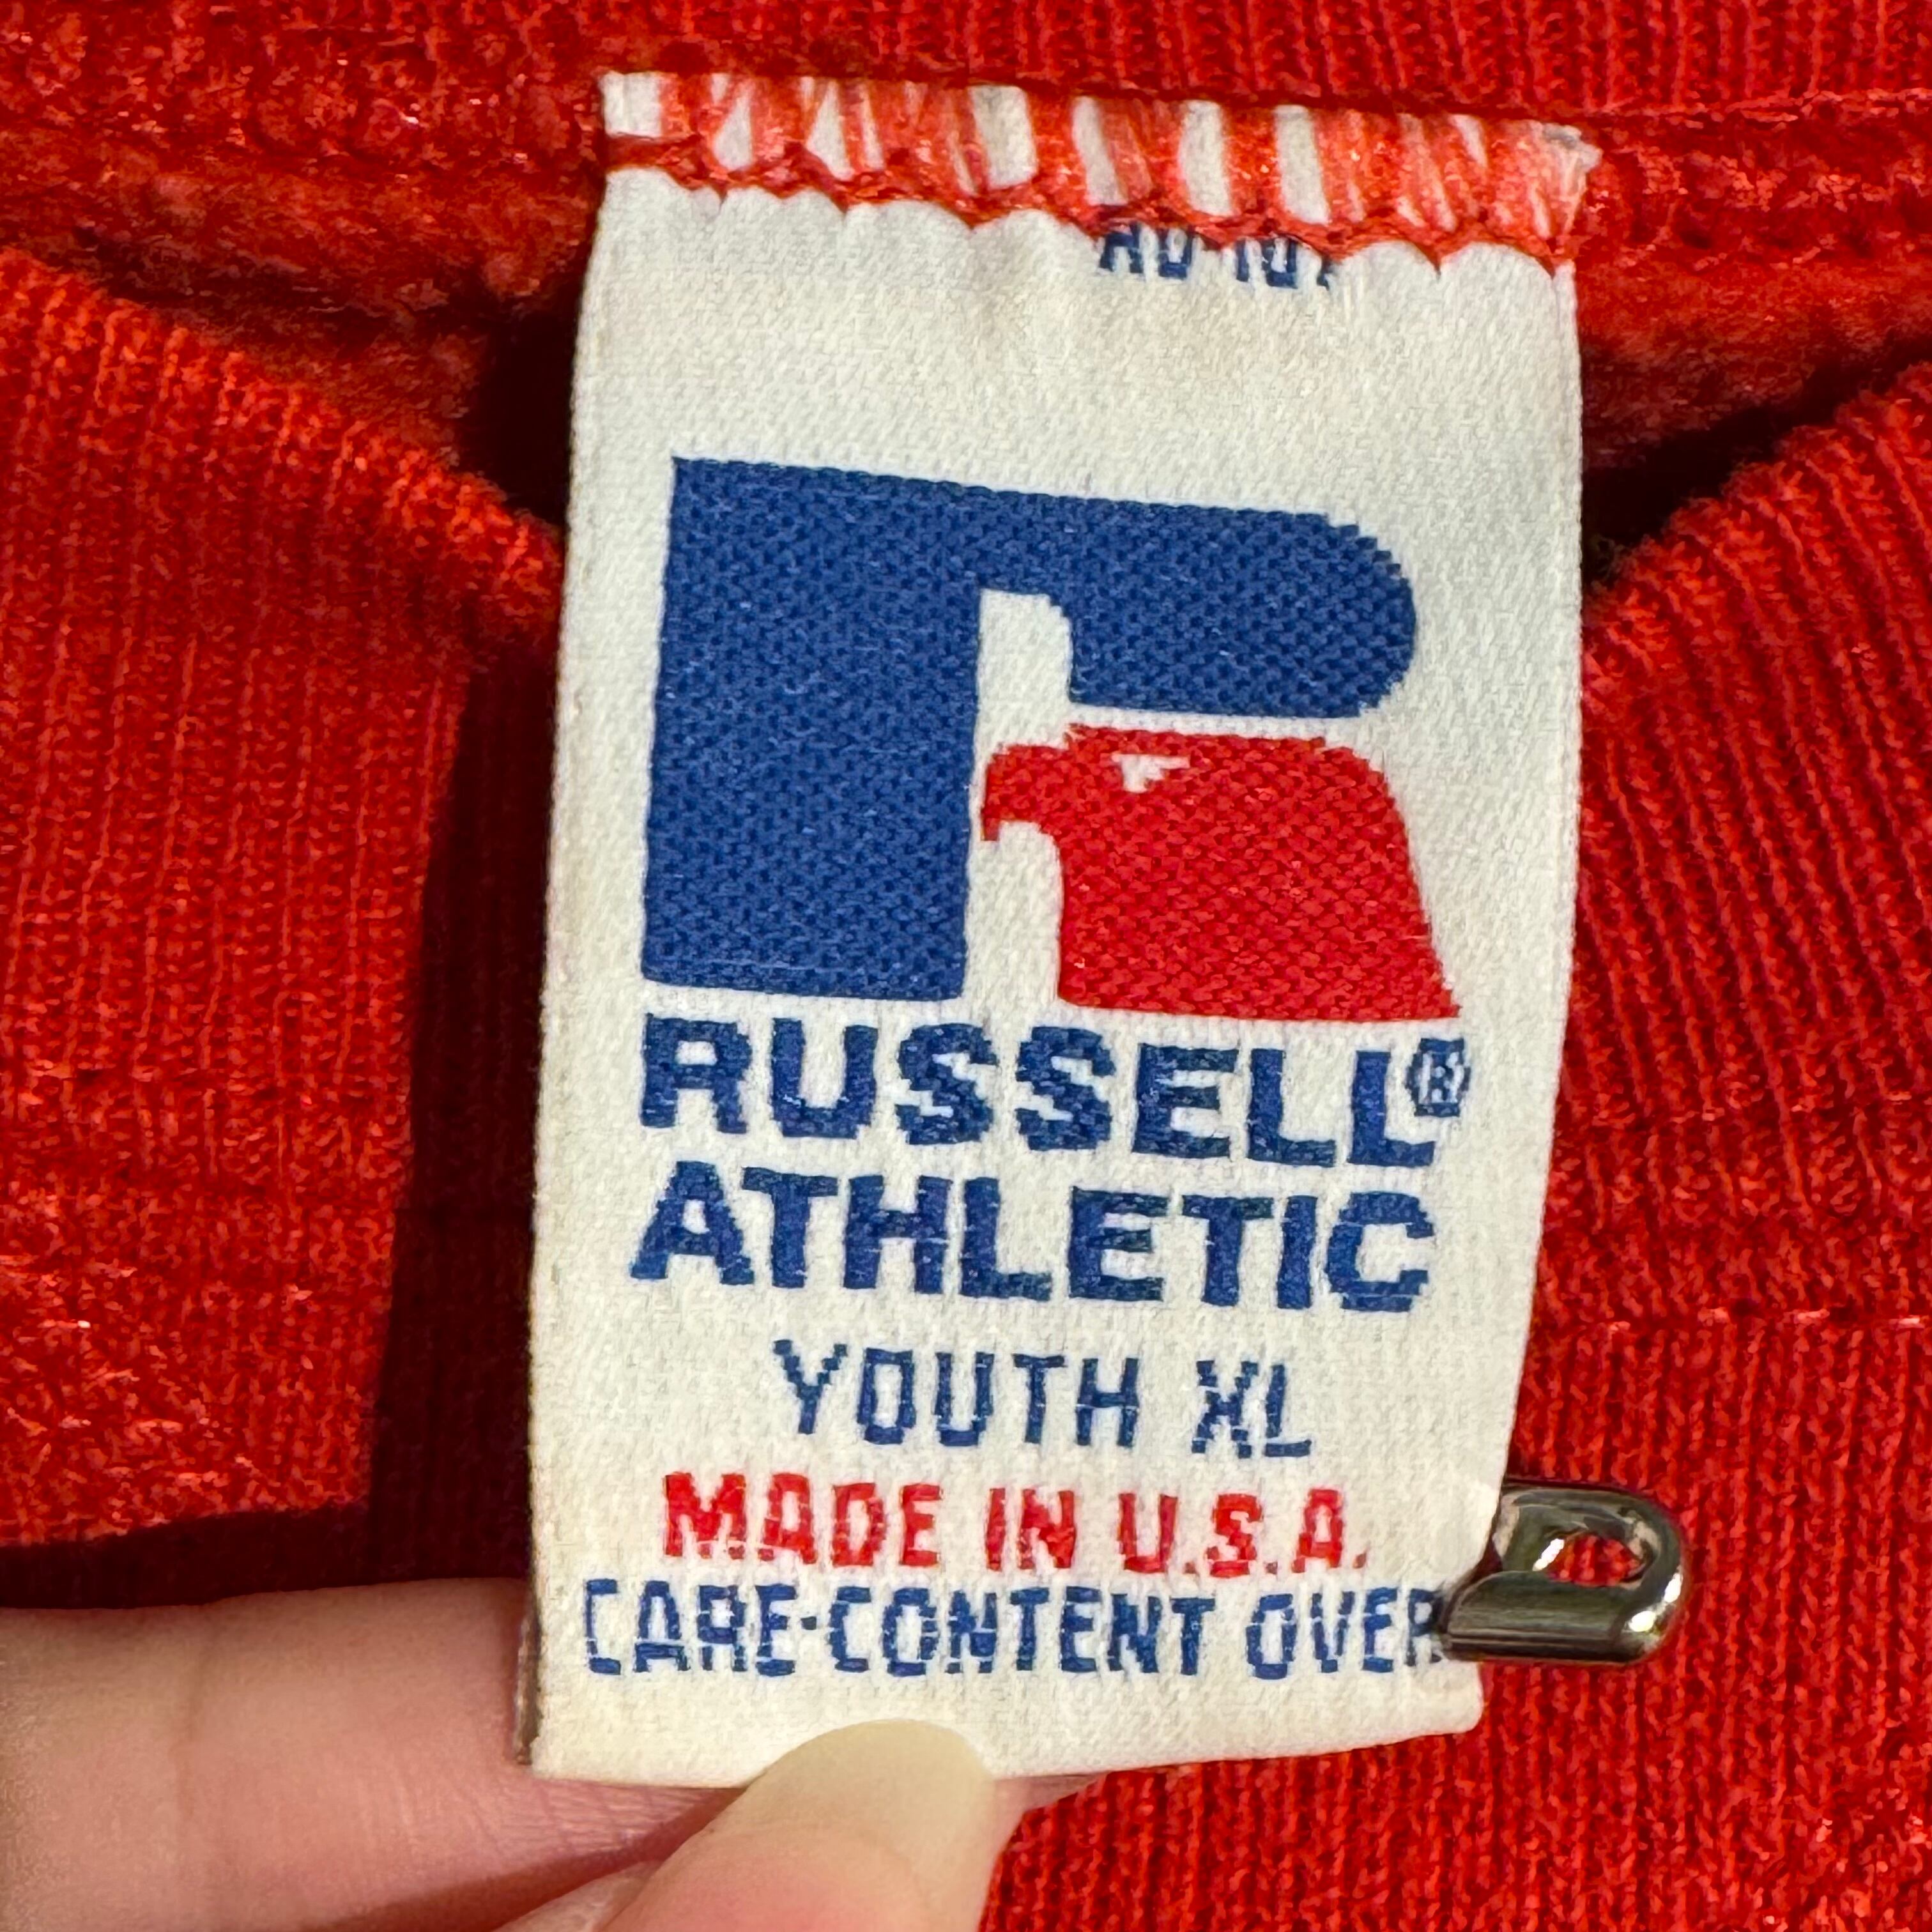 RUSSELL®
ATHLETIC
YOUTH XL
MADE IN U.S.A.
CARE·CONTENT OVER